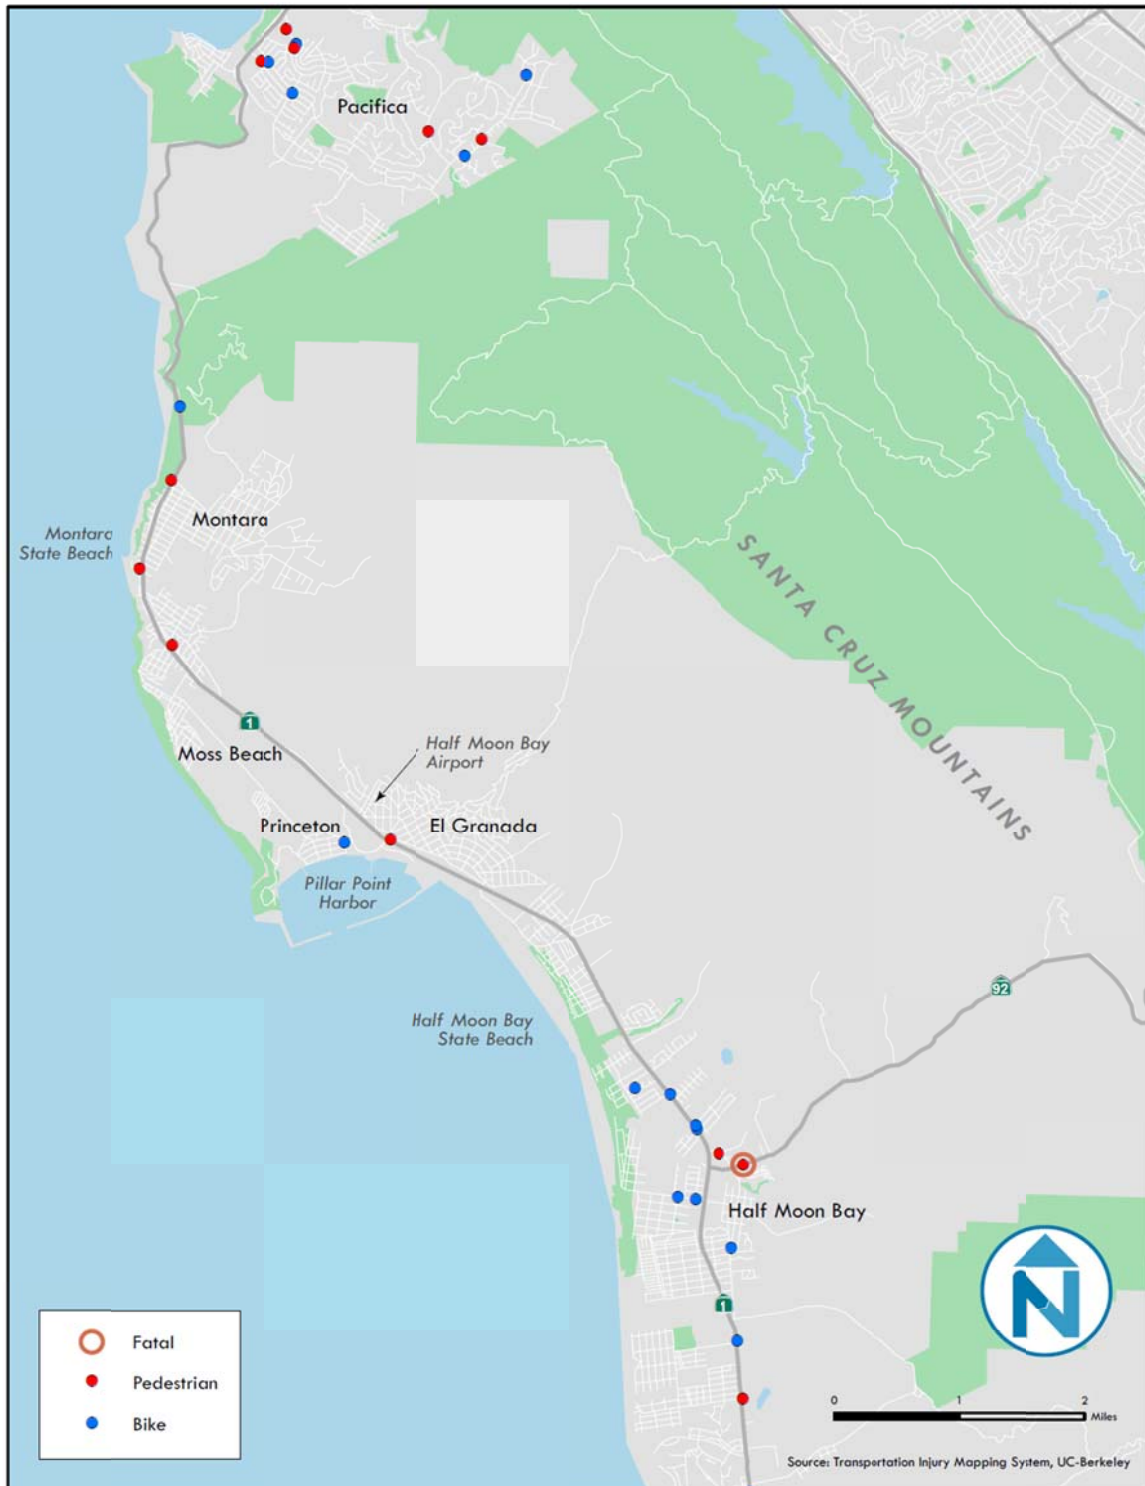 Pacifica
Montara
State Beach
Montara
SANTA CRUZ MOUNTAINS
1
Moss Beach
Half Moon Bay
Airport
Princeton
El Granada
Pillar Point
Harbor
92
Half Moon Bay
State Beach
Half Moon Bay
1
N
Fatal
Pedestrian
Bike
0 1 2
Miles
Source: Transportation Injury Mapping System, UC-Berkeley